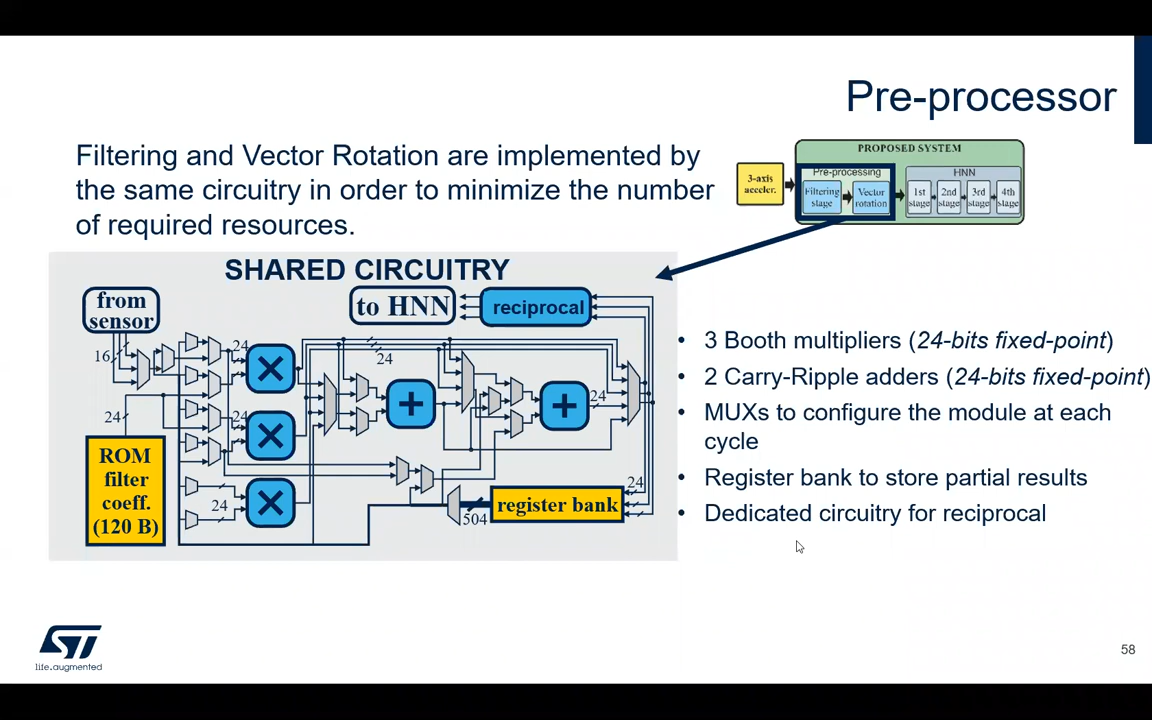 Pre-processor
Filtering and Vector Rotation are implemented by
the same circuitry in order to minimize the number
of required resources.
PROPOSED SYSTEM
3-axis
acceler.
Pre-processing
Filtering
stage
Vector
rotation
HNN
1st
stage
2nd
stage
3rd
stage
4th
stage
SHARED CIRCUITRY
from
sensor
to HNN
reciprocal
16
24
24
24
24
24
24
24
ROM
filter
coeff.
(120 B)
register bank
504
• 3 Booth multipliers (24-bits fixed-point)
• 2 Carry-Ripple adders (24-bits fixed-point)
• MUXs to configure the module at each
cycle
• Register bank to store partial results
• Dedicated circuitry for reciprocal
ST
life.augmented
58